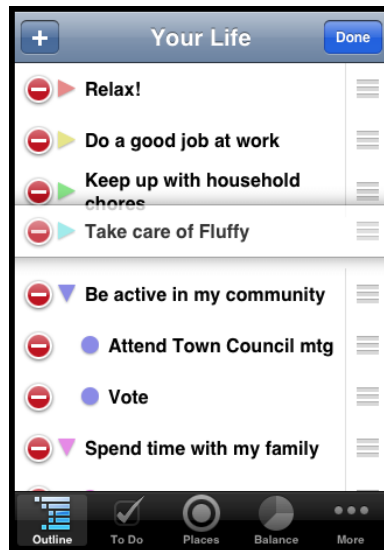 Your Life
Done
Relax!
Do a good job at work
Keep up with household
chores
Take care of Fluffy
Be active in my community
Attend Town Council mtg
Vote
Spend time with my family
Outline
To Do
Places
Balance
More